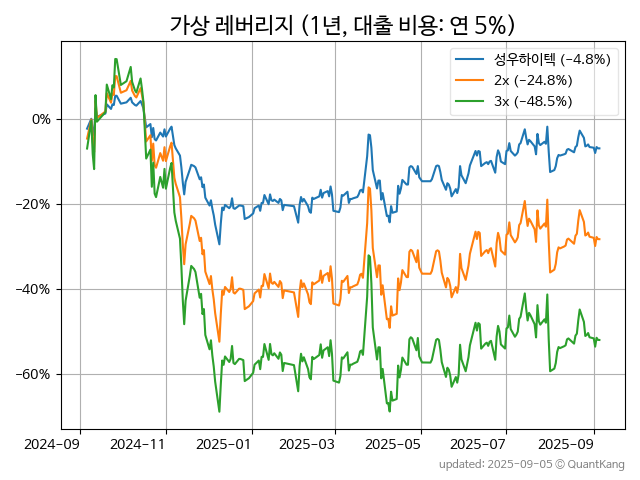 가상 레버리지 (1년, 대출 비용: 연 5%)
성우하이텍 (−4.8%)
2x (−24.8%)
3x (−48.5%)
0%
−20%
−40%
−60%
2024−09 2024−11 2025−01 2025−03 2025−05 2025−07 2025−09
updated: 2025-09-05 © QuantKang